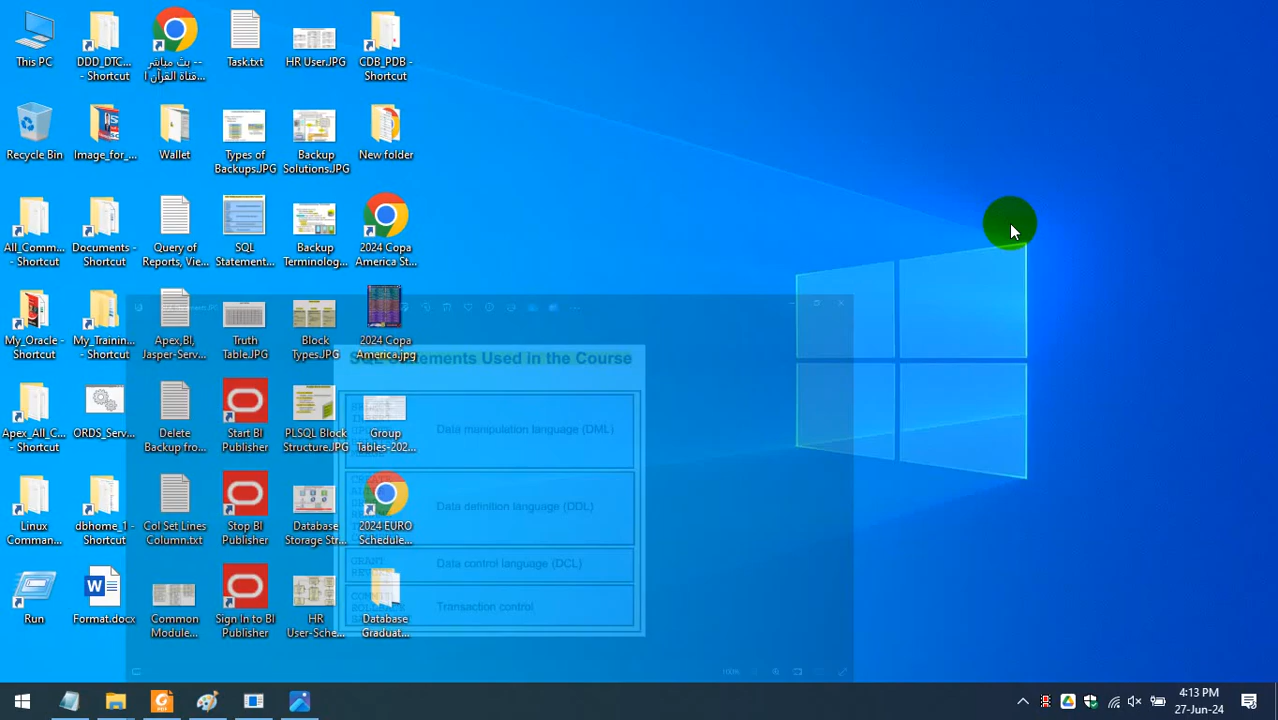 This PC
DDD_DTC...
- Shortcut
-- بث مباشر
قناة القرآن ا...
Task.txt
HR User.JPG
CDB_PDB -
Shortcut
Recycle Bin
Image_for_...
Wallet
Types of
Backups.JPG
Backup
Solutions.JPG
New folder
All_Comm...
- Shortcut
Documents -
Shortcut
Query of
Reports, Vie...
SQL
Statement...
Backup
Terminolog...
2024 Copa
America St...
My_Oracle -
Shortcut
My_Trainin...
- Shortcut
Apex,BI,
Jasper-Serv...
Truth
Table.JPG
Block
Types.JPG
2024 Copa
America.jpg
Apex_All_C...
- Shortcut
ORDS_Serv...
Delete
Backup fro...
Start BI
Publisher
PLSQL Block
Structure.JPG
Group
Tables-202...
Linux
Comman...
dbhome_1 -
Shortcut
Col Set Lines
Column.txt
Stop BI
Publisher
Database
Storage Str...
2024 EURO
Schedule...
Run
Format.docx
Common
Module...
Sign In to BI
Publisher
HR
User-Sche...
Database
Graduat...
SQL Statements Used in the Course
Data manipulation language (DML)
Data definition language (DDL)
Data control language (DCL)
Transaction control
100%
4:13 PM
27-Jun-24